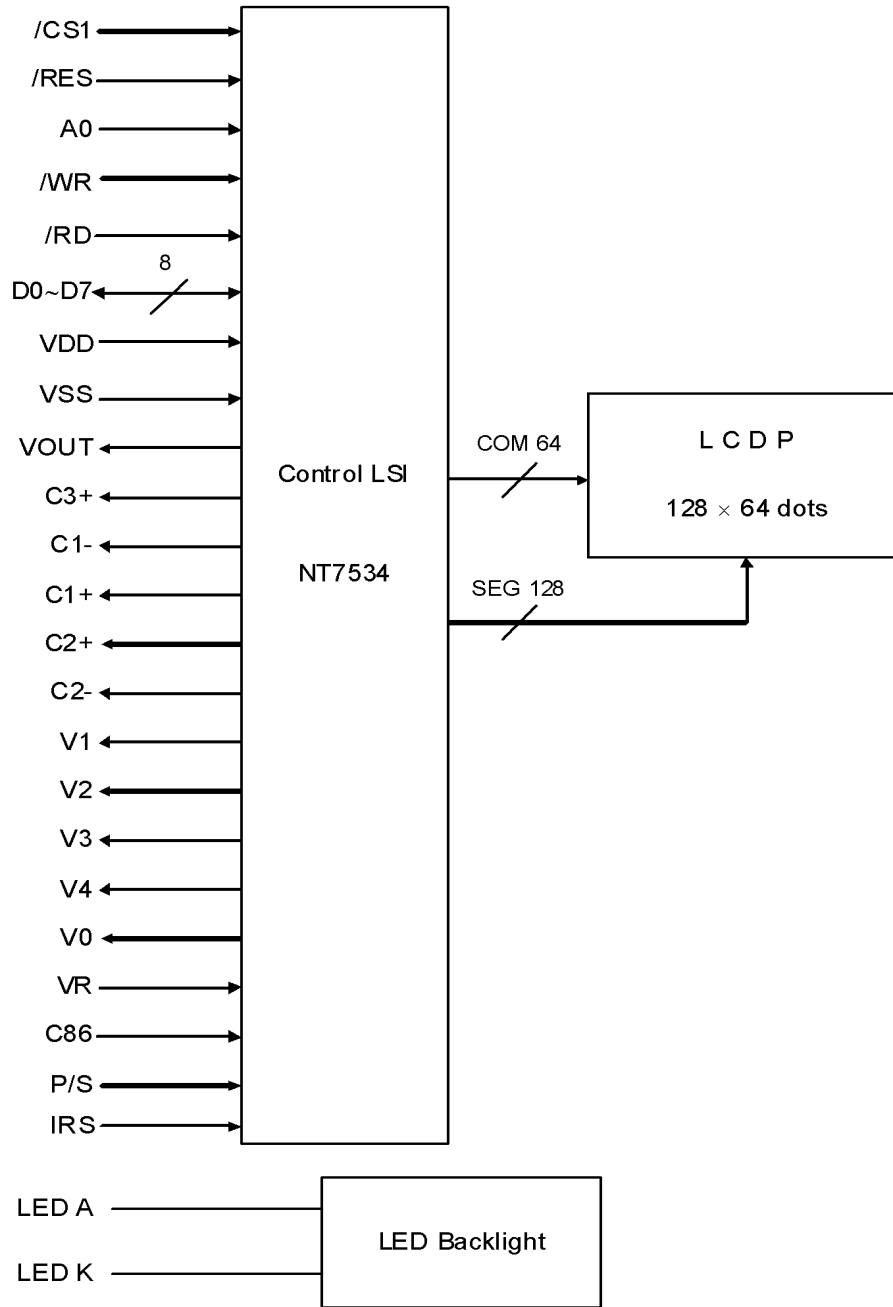 /CS1
/RES
A0
/WR
/RD
8
D0~D7
VDD
VSS
VOUT
C3+
C1-
C1+
C2+
C2-
V1
V2
V3
V4
V0
VR
C86
P/S
IRS
Control LSI
NT7534
COM 64
SEG 128
L C D P
128 × 64 dots
LED A
LED K
LED Backlight